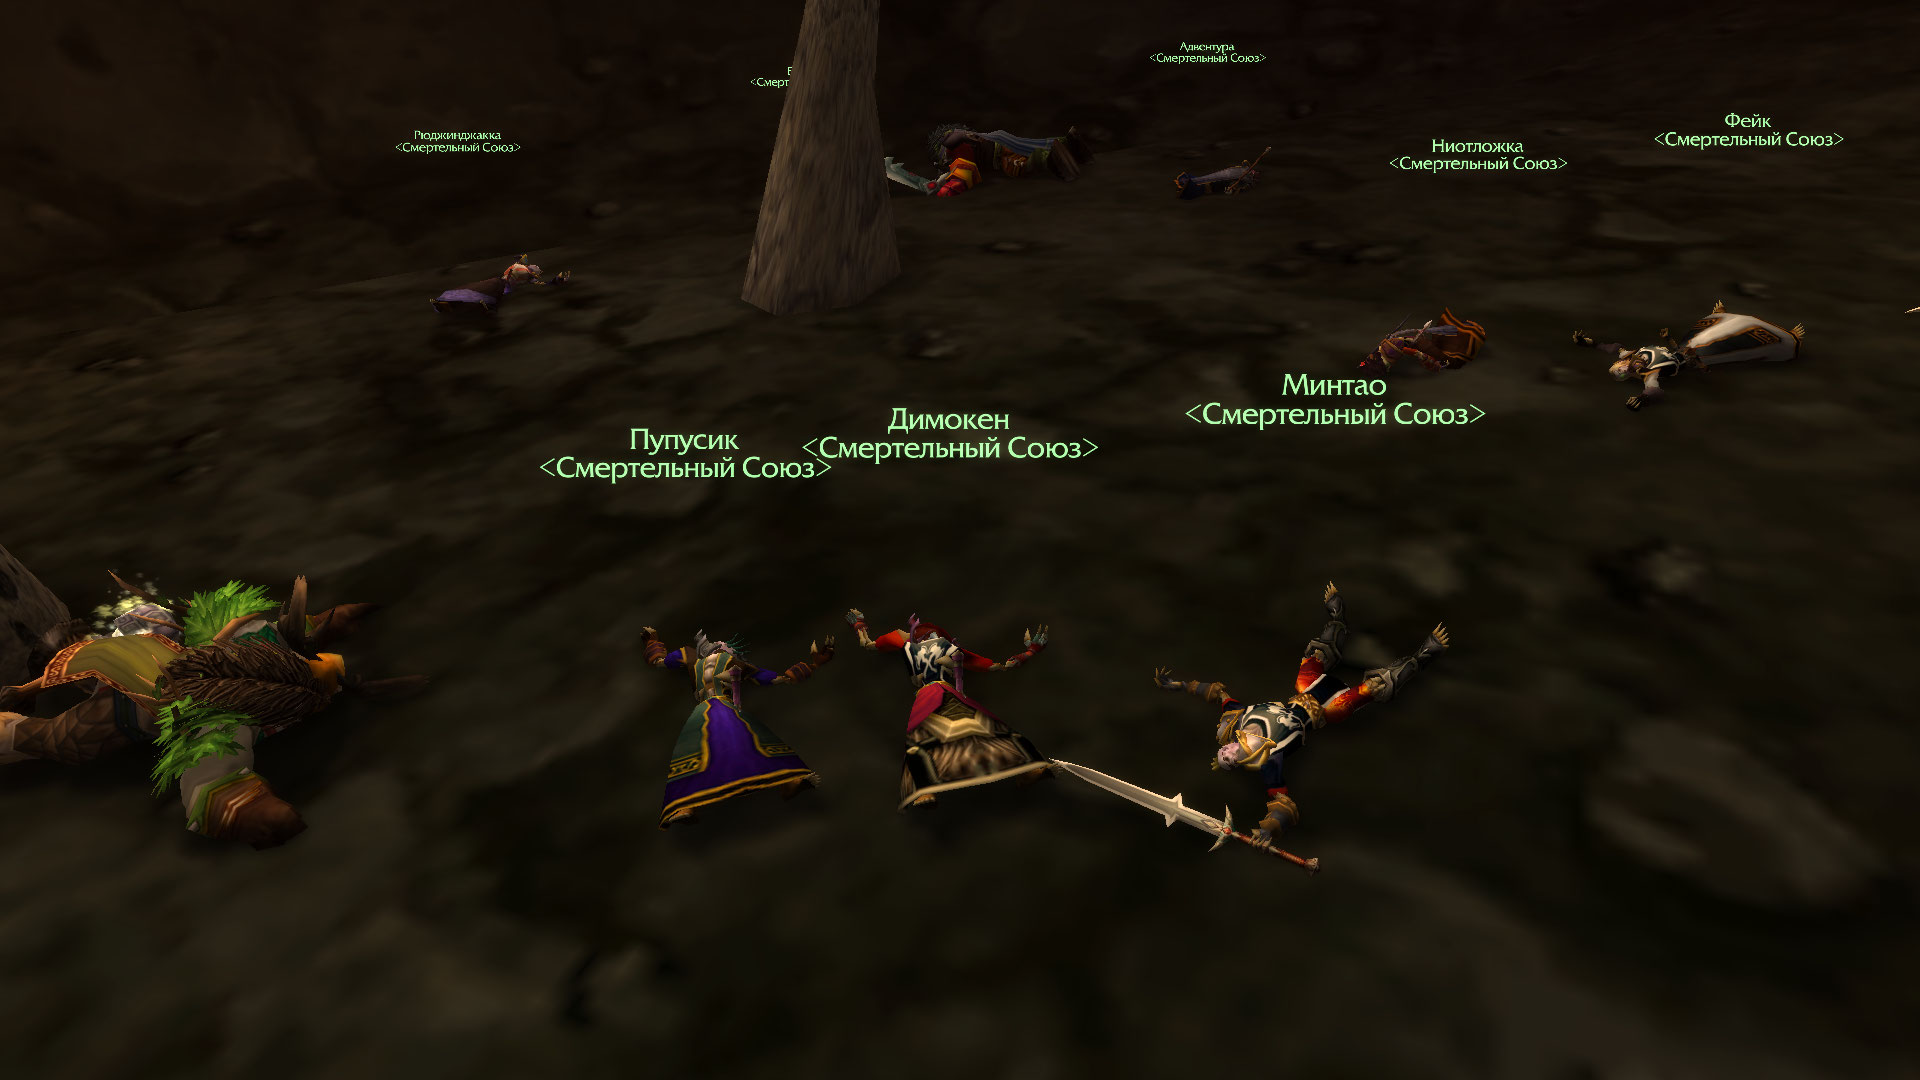 Адвентура
<Смертельный Союз>
Рюджинджакка
<Смертельный Союз>
Ниотложка
<Смертельный Союз>
Фейк
<Смертельный Союз>
Пупусик
<Смертельный Союз>
Димокен
<Смертельный Союз>
Минтао
<Смертельный Союз>